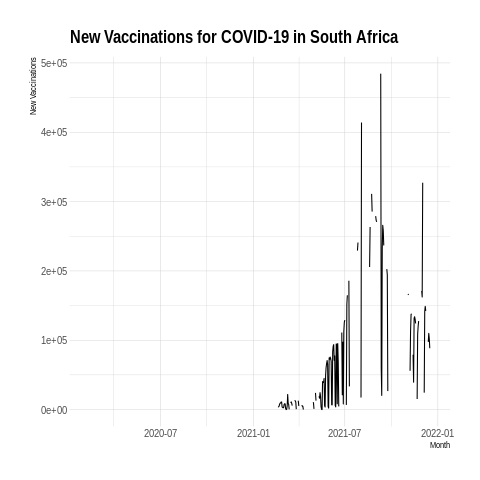 New Vaccinations for COVID-19 in South Africa
New Vaccinations
5e+05
4e+05
3e+05
2e+05
1e+05
0e+00
2020-07 2021-01 2021-07 2022-01
Month